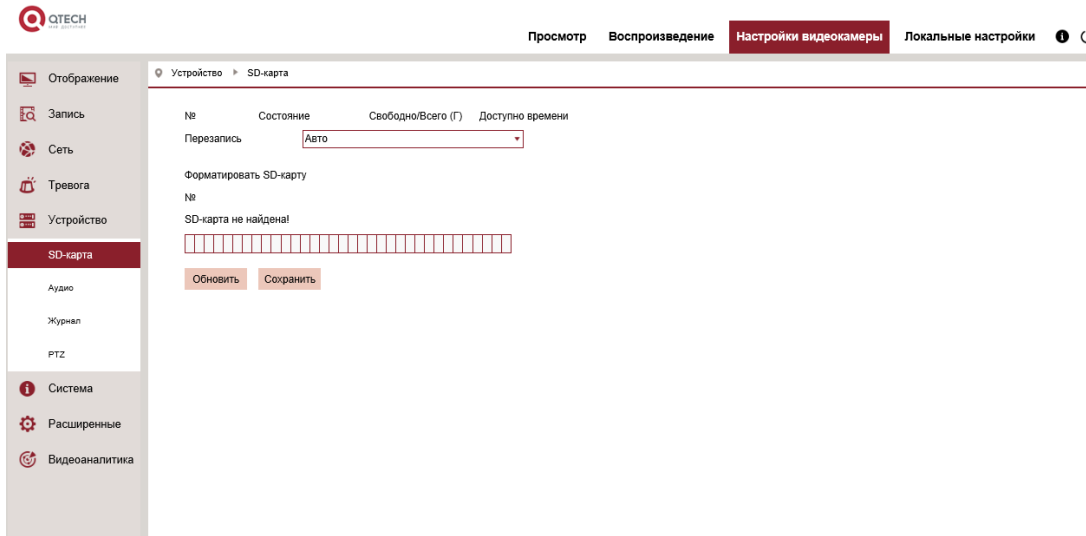 QTECH
МИР ДОСТУПНЕЕ
Просмотр Воспроизведение Настройки видеокамеры Локальные настройки
Отображение
Запись
Сеть
Тревога
Устройство
SD-карта
Аудио
Журнал
PTZ
Система
Расширенные
Видеоаналитика
Устройство SD-карта
№ Состояние Свободно/Всего (Г) Доступно времени
Перезапись Авто
Форматировать SD-карту
№
SD-карта не найдена!
Обновить Сохранить